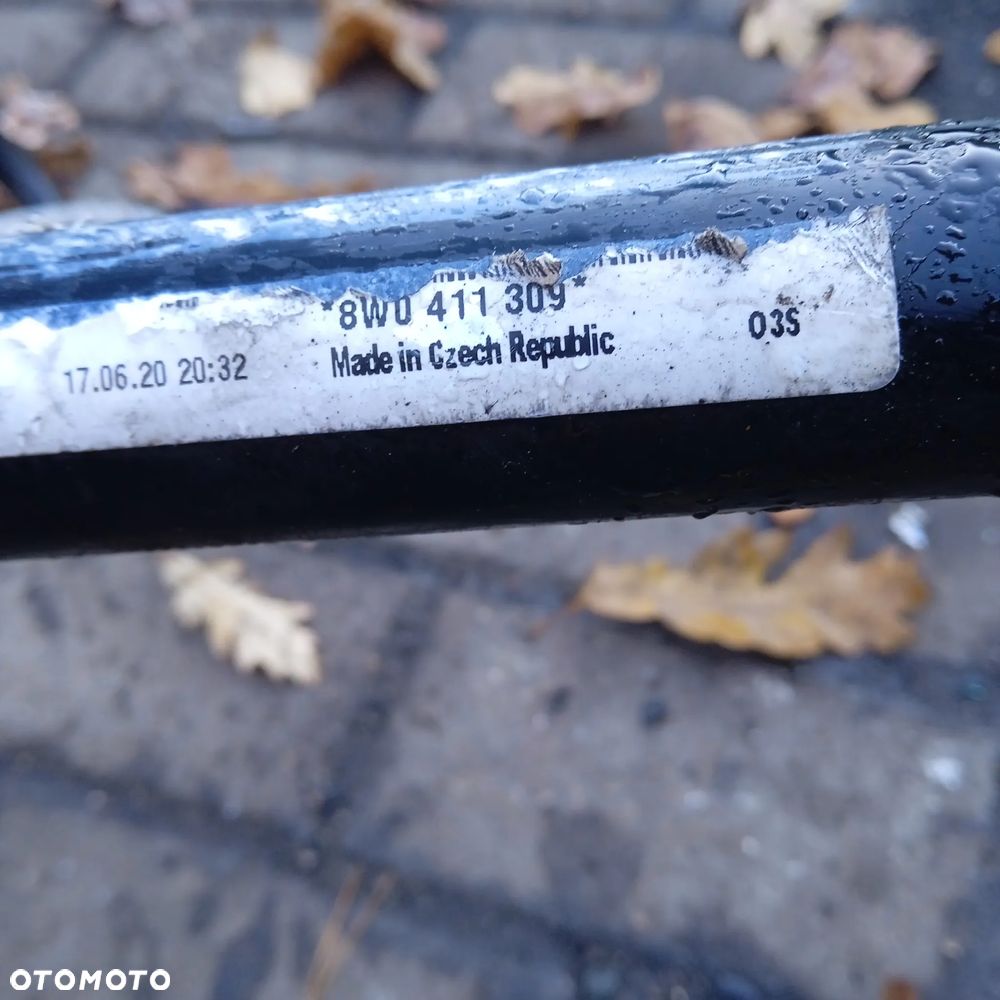 *8W0 411 309*
17.06.20 20:32 Made in Czech Republic 03S
OTOMOTO